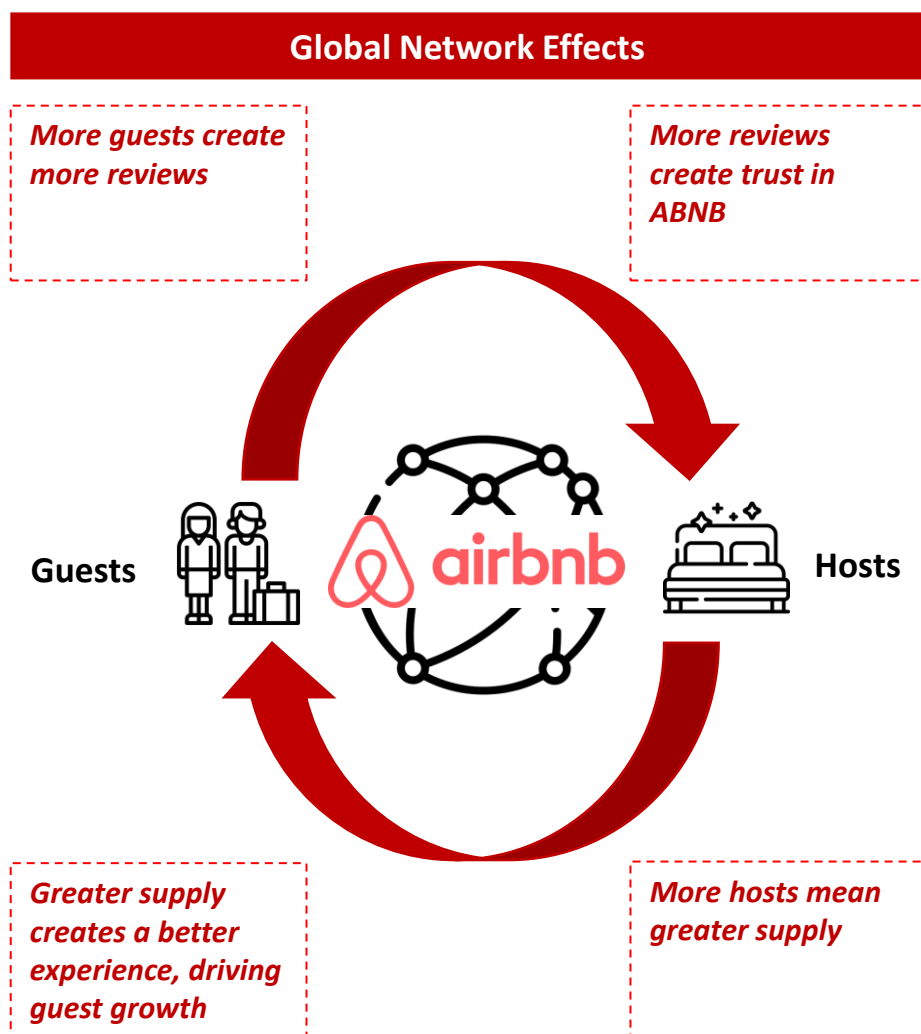 Global Network Effects
More guests create
more reviews
More reviews
create trust in
ABNB
Guests
airbnb
Hosts
Greater supply
creates a better
experience, driving
guest growth
More hosts mean
greater supply